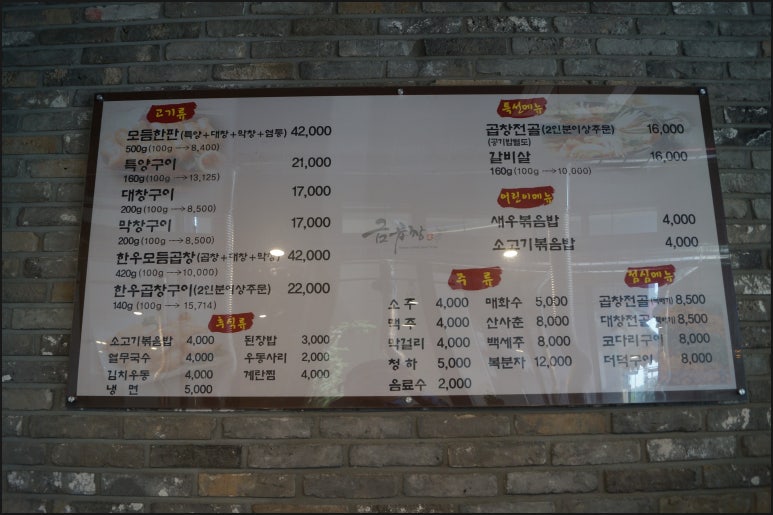 고기류
모듬한판(특양+대창+막창+염통) 42,000
500g(100g → 8,400)
특양구이 21,000
160g(100g → 13,125)
대창구이 17,000
200g(100g → 8,500)
막창구이 17,000
200g(100g → 8,500)
한우모듬곱창(곱창+대창+막창) 42,000
420g(100g → 10,000)
한우곱창구이(2인분이상주문) 22,000
140g(100g → 15,714)
후식류
소고기볶음밥 4,000 된장밥 3,000
열무국수 4,000 우동사리 2,000
김치우동 4,000 계란찜 4,000
냉 면 5,000
특선메뉴
곱창전골(2인분이상주문) 16,000
(공기밥별도)
갈비살 16,000
160g(100g → 10,000)
어린이메뉴
새우볶음밥 4,000
소고기볶음밥 4,000
주 류
소 주 4,000 매화수 5,000
맥 주 4,000 산사춘 8,000
막걸리 4,000 백세주 8,000
청 하 5,000 복분자 12,000
음료수 2,000
점심메뉴
곱창전골 8,500
대창전골 8,500
코다리구이 8,000
더덕구이 8,000